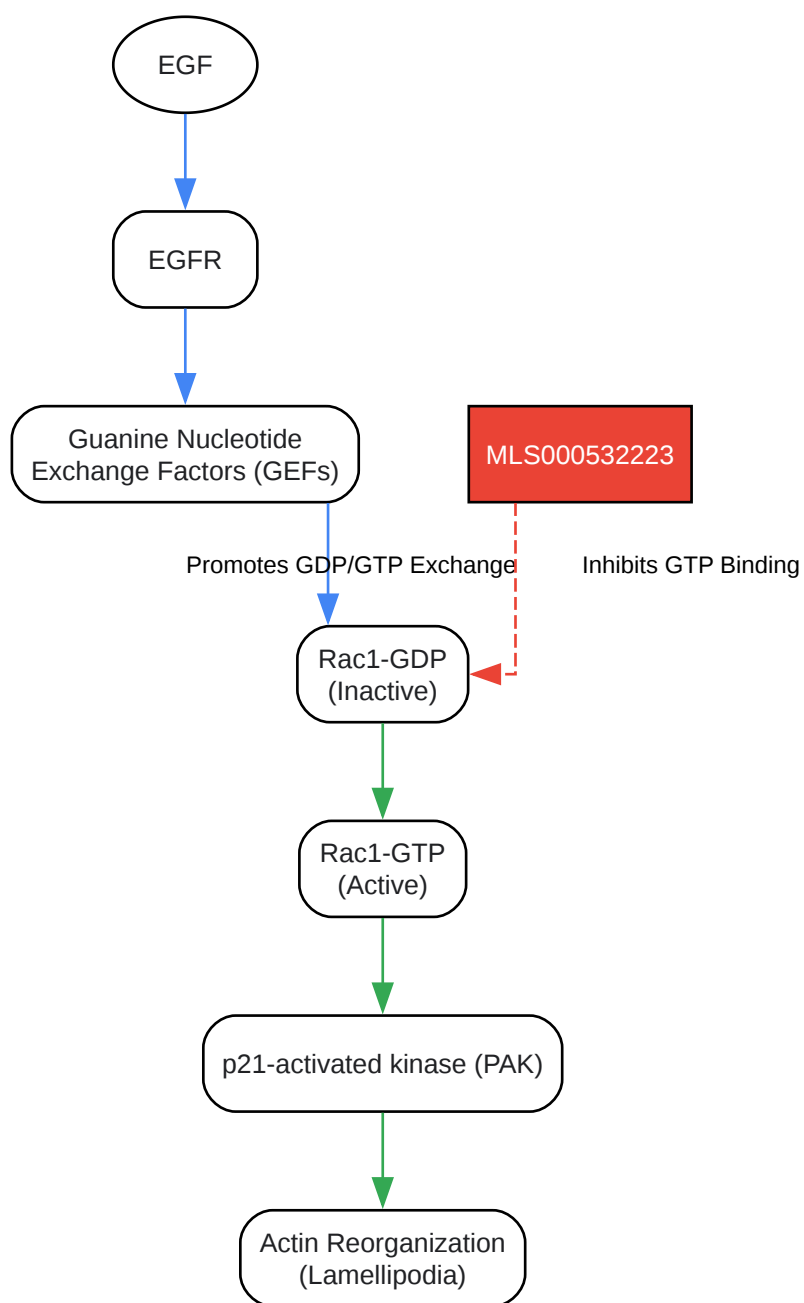 EGF
EGFR
Guanine Nucleotide
Exchange Factors (GEFs)
MLS000532223
Promotes GDP/GTP Exchange
Inhibits GTP Binding
Rac1-GDP
(Inactive)
Rac1-GTP
(Active)
p21-activated kinase (PAK)
Actin Reorganization
(Lamellipodia)